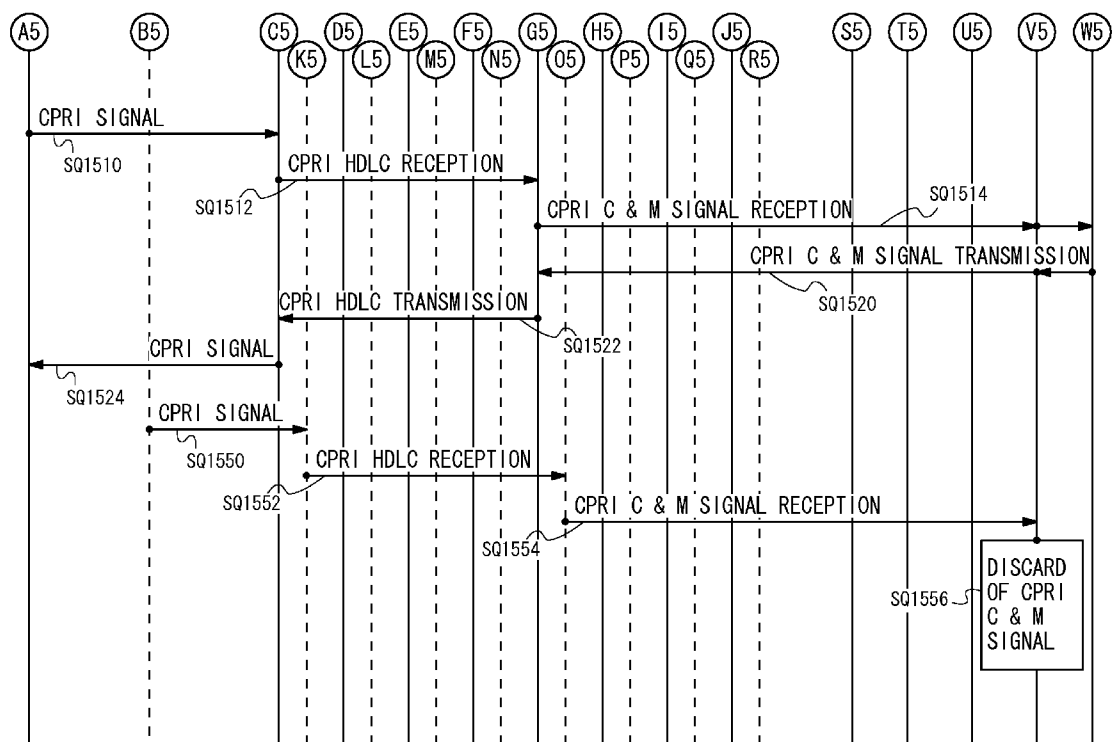 A5 B5 C5 D5 E5 F5 G5 H5 I5 J5 S5 T5 U5 V5 W5
K5 L5 M5 N5 O5 P5 Q5 R5
CPRI SIGNAL
SQ1510
CPRI HDLC RECEPTION
SQ1512
SQ1514
CPRI C & M SIGNAL RECEPTION
CPRI C & M SIGNAL TRANSMISSION
SQ1520
CPRI HDLC TRANSMISSION
SQ1522
CPRI SIGNAL
SQ1524
CPRI SIGNAL
SQ1550
CPRI HDLC RECEPTION
SQ1552
CPRI C & M SIGNAL RECEPTION
SQ1554
DISCARD
OF CPRI
C & M
SIGNAL
SQ1556